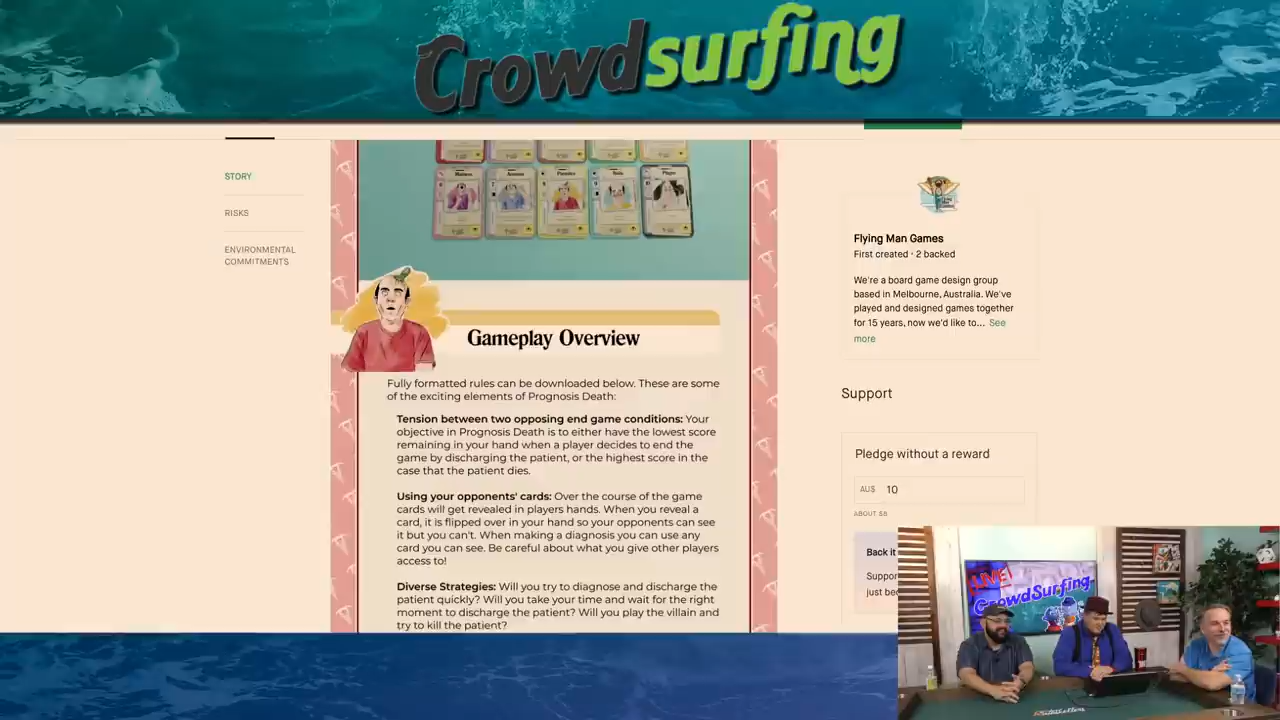 Crowdsurfing
STORY
RISKS
ENVIRONMENTAL
COMMITMENTS
Plague
Gameplay Overview
Fully formatted rules can be downloaded below. These are some
of the exciting elements of Prognosis Death:
Tension between two opposing end game conditions: Your
objective in Prognosis Death is to either have the lowest score
remaining in your hand when a player decides to end the
game by discharging the patient, or the highest score in the
case that the patient dies.
Using your opponents' cards: Over the course of the game
cards will get revealed in players hands. When you reveal a
card, it is flipped over in your hand so your opponents can see
it but you can't. When making a diagnosis you can use any
card you can see. Be careful about what you give other players
access to!
Diverse Strategies: Will you try to diagnose and discharge the
patient quickly? Will you take your time and wait for the right
moment to discharge the patient? Will you play the villain and
try to kill the patient?
Flying Man Games
First created · 2 backed
We're a board game design group
based in Melbourne, Australia. We've
played and designed games together
for 15 years, now we'd like to... See
more
Support
Pledge without a reward
AU$ 10
ABOUT $8
Back it
Suppor
just bec
LIVE!
CrowdSurfing